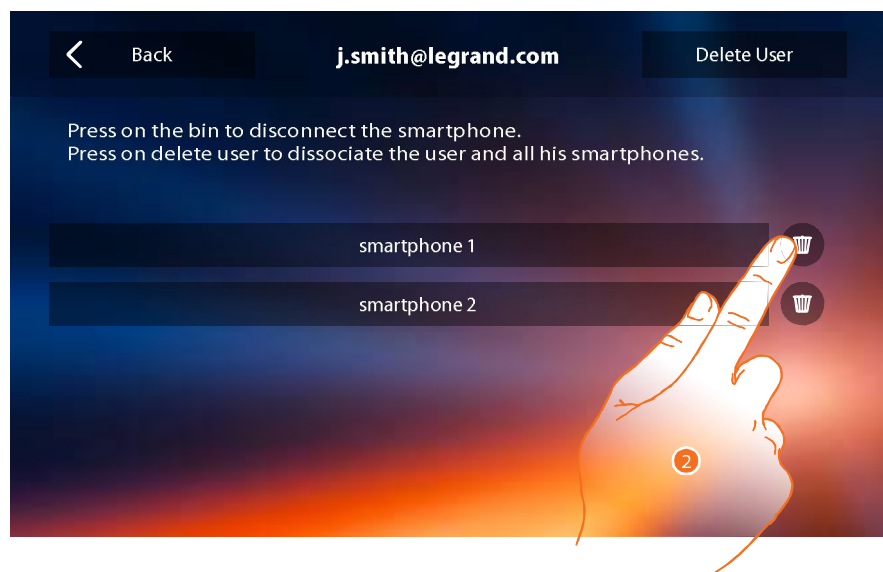 Back
j.smith@legrand.com
Delete User
Press on the bin to disconnect the smartphone.
Press on delete user to dissociate the user and all his smartphones.
smartphone 1
smartphone 2
2